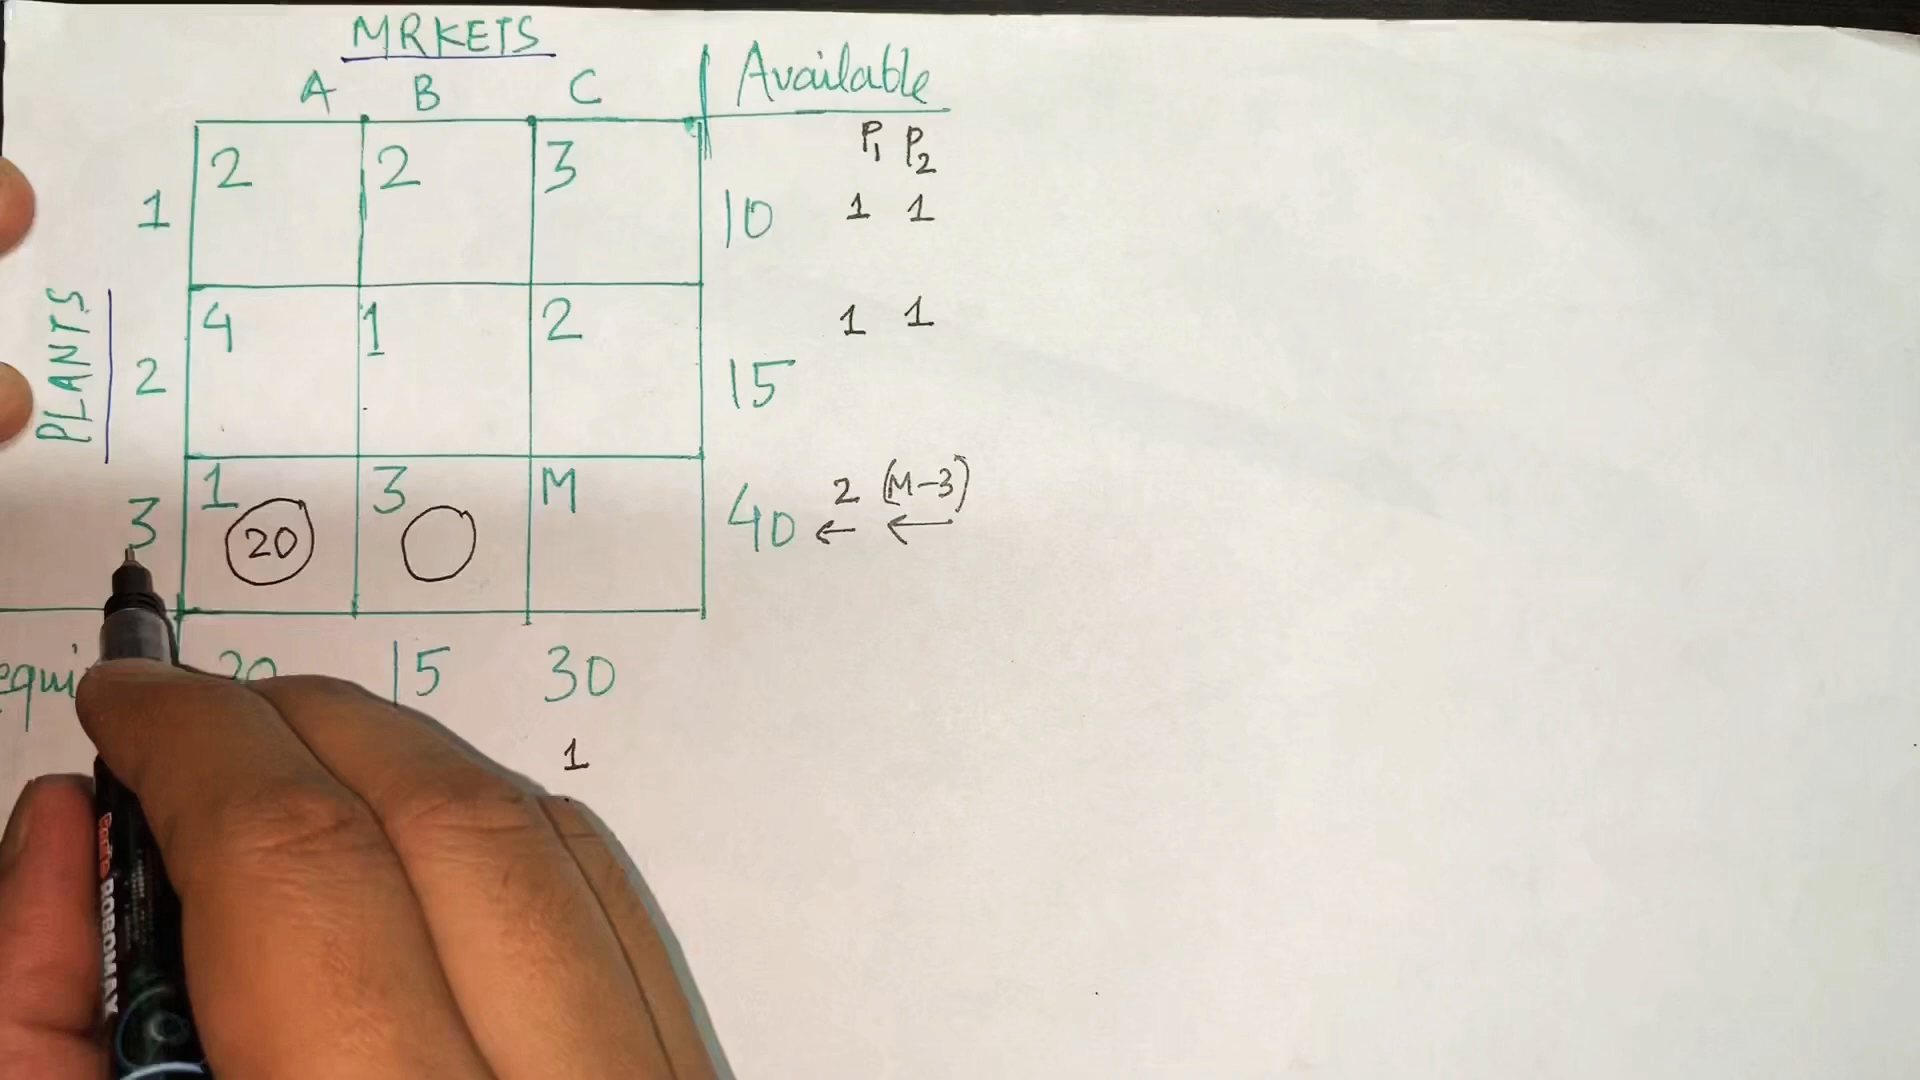 MRKETS
A B C Available
P₁ P₂
2 2 3
1 10 1 1
4 1 2 1 1
PLANTS
2 15
1 3 M 2 (M-3)
3 20 40 ← ←
15 30
1
ROBOMAX